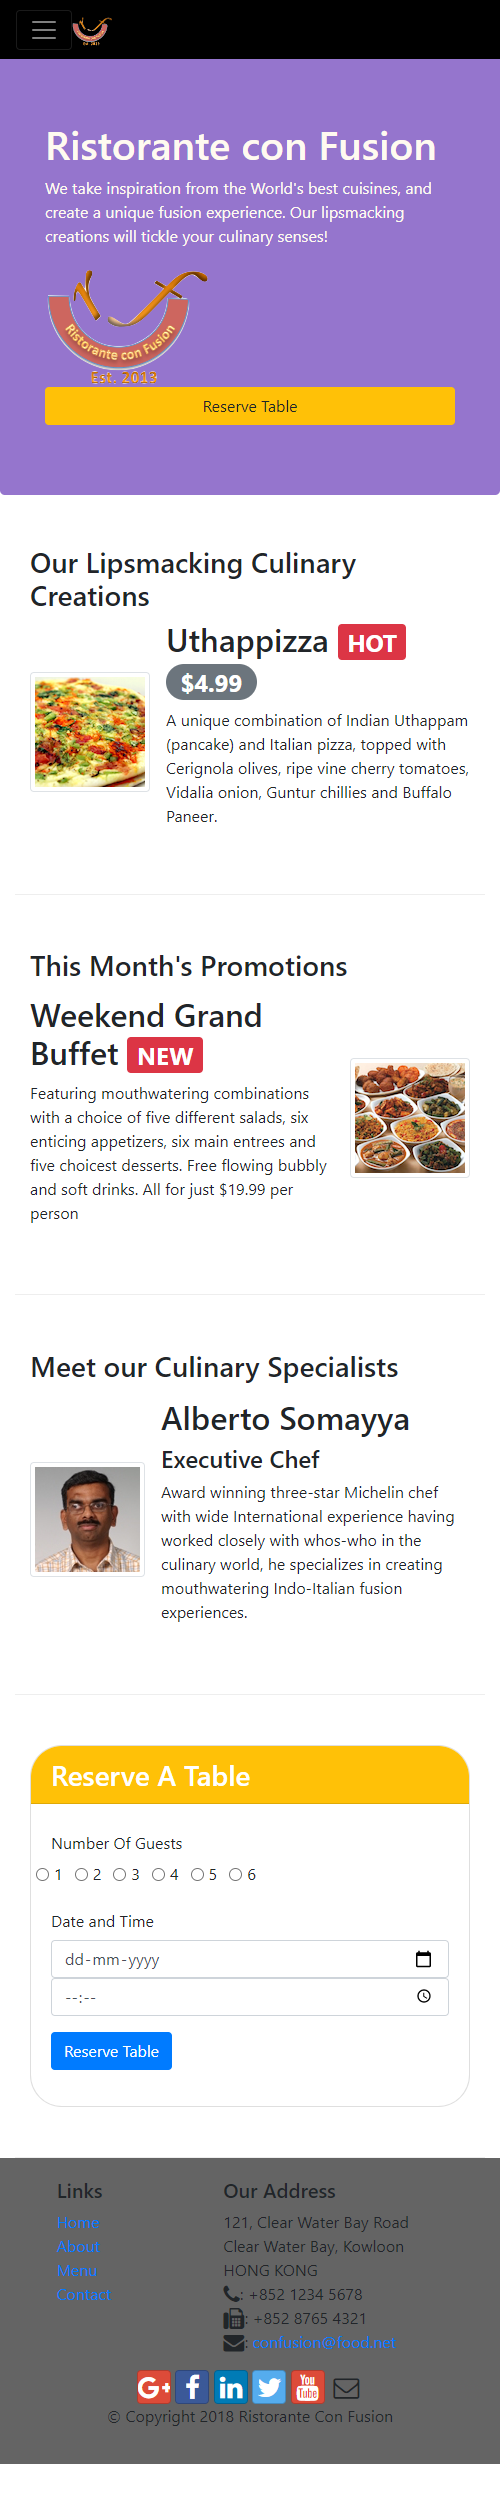 Ristorante con Fusion
We take inspiration from the World's best cuisines, and
create a unique fusion experience. Our lipsmacking
creations will tickle your culinary senses!
Ristorante con Fusion
Est. 2013
Reserve Table
Our Lipsmacking Culinary
Creations
Uthappizza HOT
$4.99
A unique combination of Indian Uthappam
(pancake) and Italian pizza, topped with
Cerignola olives, ripe vine cherry tomatoes,
Vidalia onion, Guntur chillies and Buffalo
Paneer.
This Month's Promotions
Weekend Grand
Buffet NEW
Featuring mouthwatering combinations
with a choice of five different salads, six
enticing appetizers, six main entrees and
five choicest desserts. Free flowing bubbly
and soft drinks. All for just $19.99 per
person
Meet our Culinary Specialists
Alberto Somayya
Executive Chef
Award winning three-star Michelin chef
with wide International experience having
worked closely with whos-who in the
culinary world, he specializes in creating
mouthwatering Indo-Italian fusion
experiences.
Reserve A Table
Number Of Guests
1 2 3 4 5 6
Date and Time
dd-mm-yyyy
--:--
Reserve Table
Links
Home
About
Menu
Contact
Our Address
121, Clear Water Bay Road
Clear Water Bay, Kowloon
HONG KONG
: +852 1234 5678
: +852 8765 4321
: confusion@food.net
G+ f in You Tube
© Copyright 2018 Ristorante Con Fusion